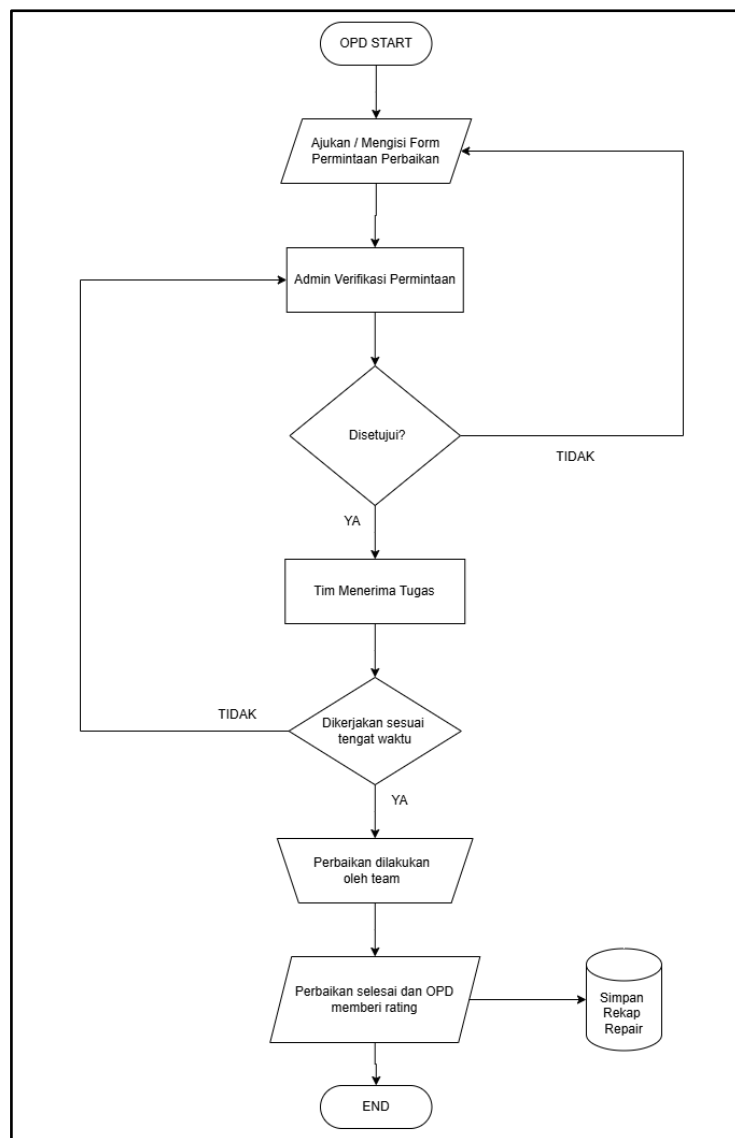 OPD START
Ajukan / Mengisi Form
Permintaan Perbaikan
Admin Verifikasi Permintaan
Disetujui?
TIDAK
YA
Tim Menerima Tugas
TIDAK
Dikerjakan sesuai
tengat waktu
YA
Perbaikan dilakukan
oleh team
Perbaikan selesai dan OPD
memberi rating
Simpan
Rekap
Repair
END